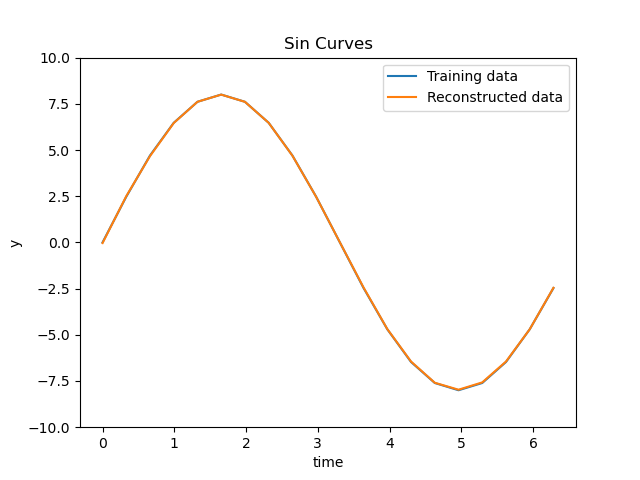 Sin Curves
Training data
Reconstructed data
10.0
7.5
5.0
2.5
0.0
−2.5
−5.0
−7.5
−10.0
y
0 1 2 3 4 5 6
time